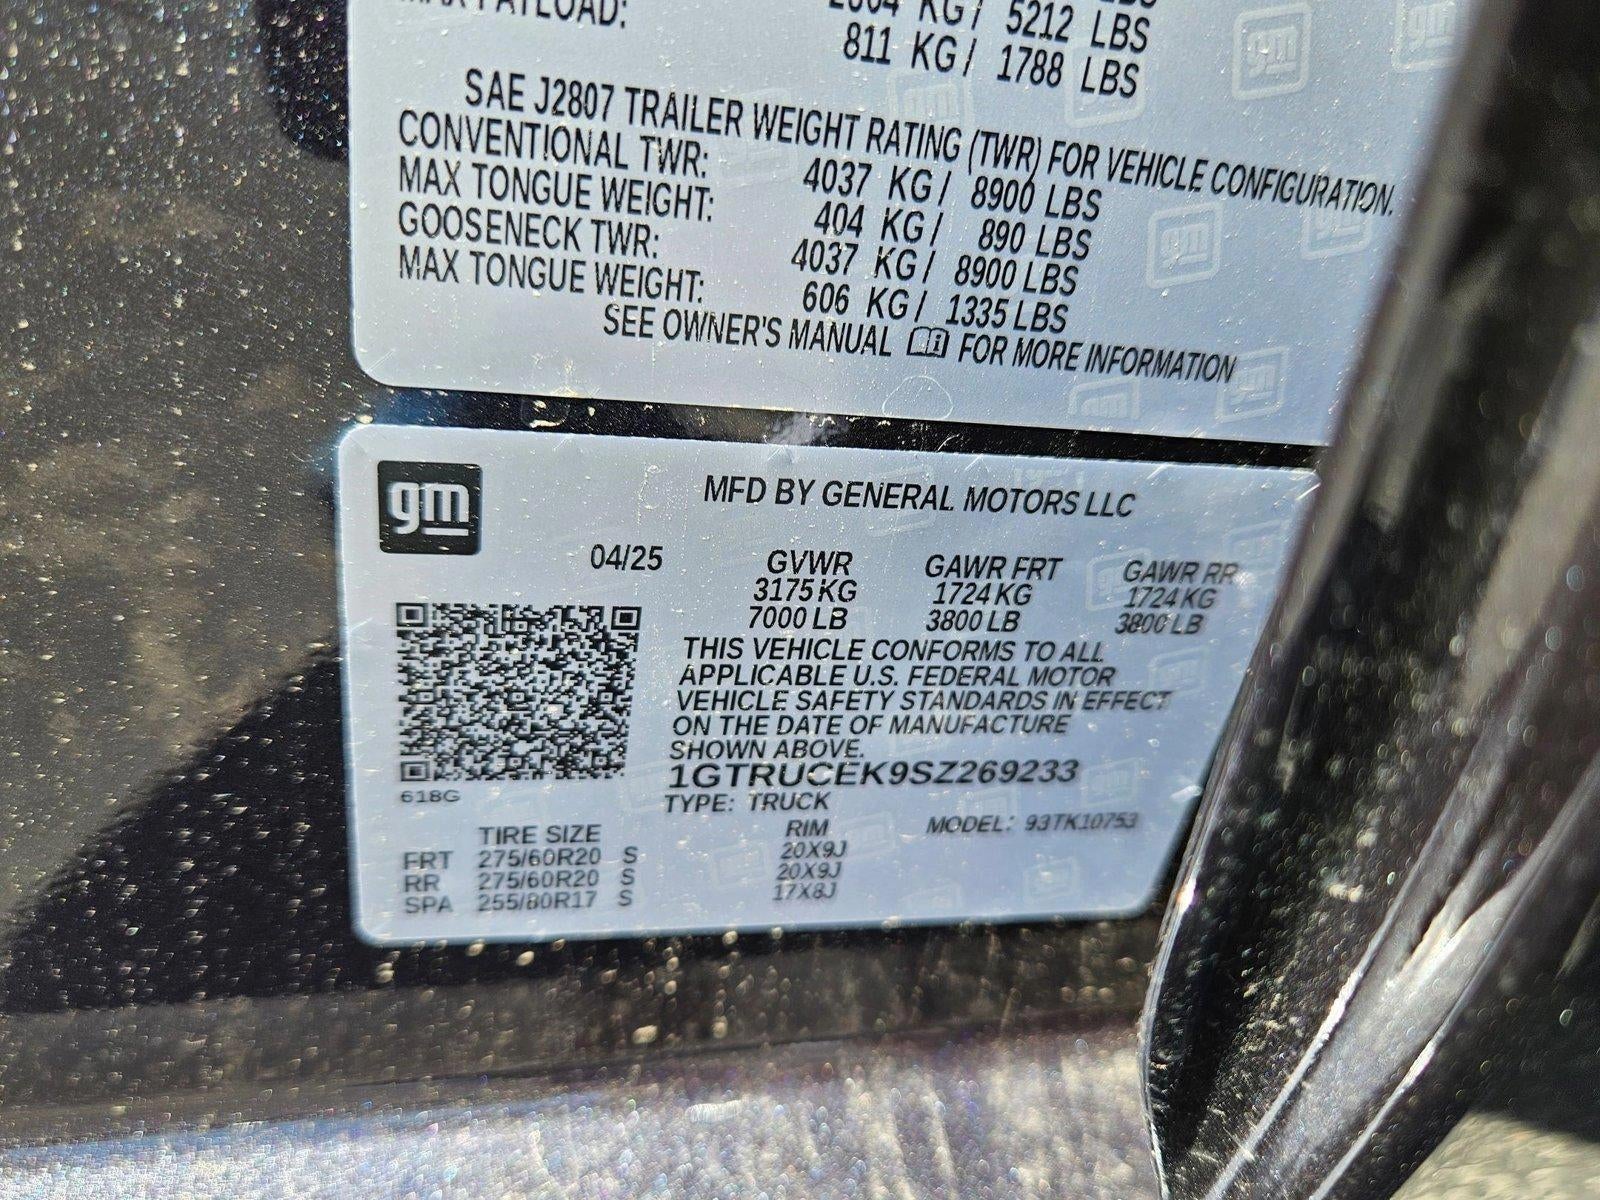 KG / 5212 LBS
MAX PAYLOAD: 811 KG / 1788 LBS
SAE J2807 TRAILER WEIGHT RATING (TWR) FOR VEHICLE CONFIGURATION.
CONVENTIONAL TWR: 4037 KG / 8900 LBS
MAX TONGUE WEIGHT: 404 KG / 890 LBS
GOOSENECK TWR: 4037 KG / 8900 LBS
MAX TONGUE WEIGHT: 606 KG / 1335 LBS
SEE OWNER'S MANUAL FOR MORE INFORMATION
gm
MFD BY GENERAL MOTORS LLC
04/25 GVWR GAWR FRT GAWR RR
3175 KG 1724 KG 1724 KG
7000 LB 3800 LB 3800 LB
THIS VEHICLE CONFORMS TO ALL
APPLICABLE U.S. FEDERAL MOTOR
VEHICLE SAFETY STANDARDS IN EFFECT
ON THE DATE OF MANUFACTURE
SHOWN ABOVE.
1GTRUCEK9SZ269233
618G
TYPE: TRUCK
MODEL: 93TK10753
TIRE SIZE RIM
FRT 275/60R20 S 20X9J
RR 275/60R20 S 20X9J
SPA 255/80R17 S 17X8J